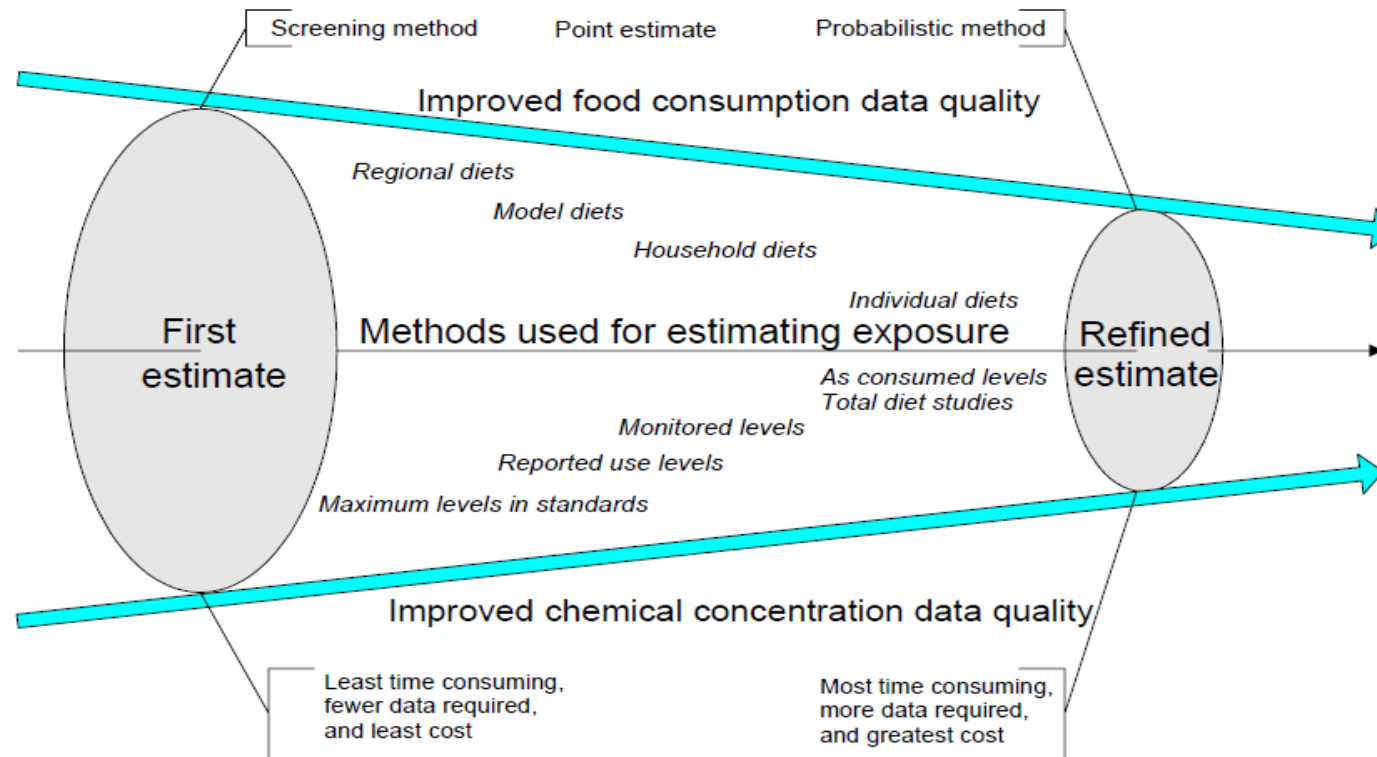 Screening method
Point estimate
Probabilistic method
Improved food consumption data quality
Regional diets
Model diets
Household diets
Individual diets
First
estimate
Methods used for estimating exposure
Refined
estimate
As consumed levels
Total diet studies
Monitored levels
Reported use levels
Maximum levels in standards
Improved chemical concentration data quality
Least time consuming,
fewer data required,
and least cost
Most time consuming,
more data required,
and greatest cost